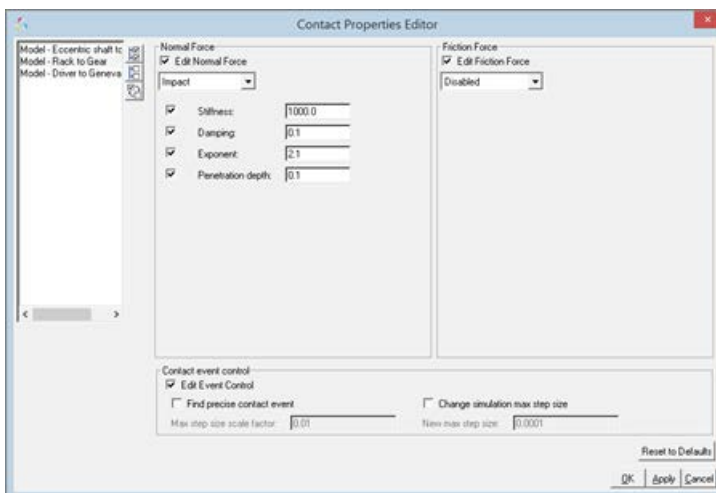 Contact Properties Editor
Model - Eccentric shaft tc
Model - Rack to Gear
Model - Driver to Geneva
Normal Force
Edit Normal Force
Impact
Stiffness: 1000.0
Damping: 0.1
Exponent: 2.1
Penetration depth: 0.1
Friction Force
Edit Friction Force
Disabled
Contact event control
Edit Event Control
Find precise contact event
Change simulation max step size
Max step size scale factor: 0.01
New max step size: 0.0001
Reset to Defaults
OK Apply Cancel